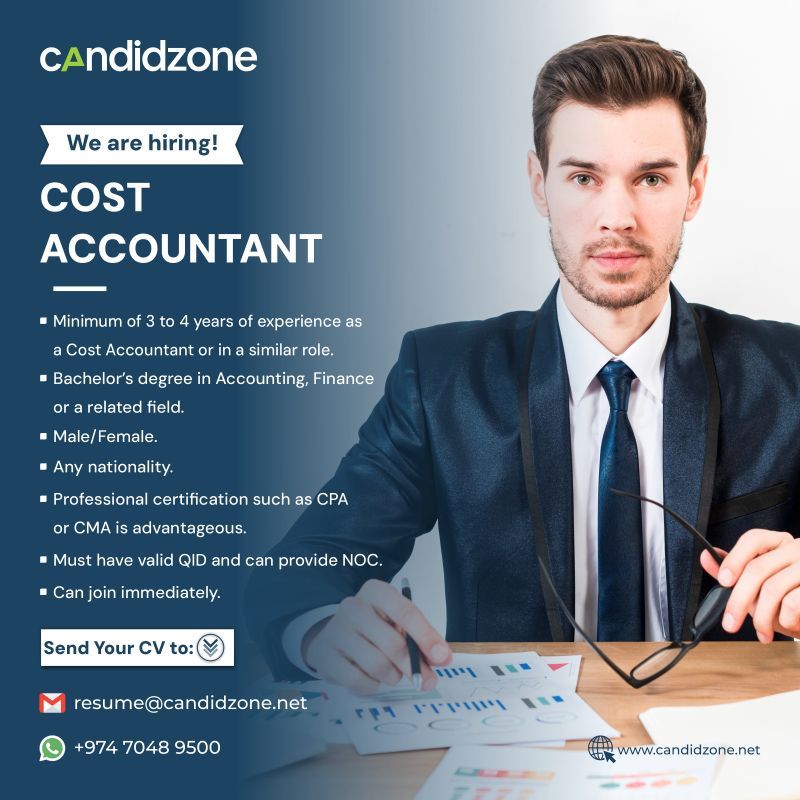 cAndidzone
We are hiring!
COST
ACCOUNTANT
Minimum of 3 to 4 years of experience as
a Cost Accountant or in a similar role.
Bachelor's degree in Accounting, Finance
or a related field.
Male/Female.
Any nationality.
Professional certification such as CPA
or CMA is advantageous.
Must have valid QID and can provide NOC.
Can join immediately.
Send Your CV to:
resume@candidzone.net
+974 7048 9500
www.candidzone.net